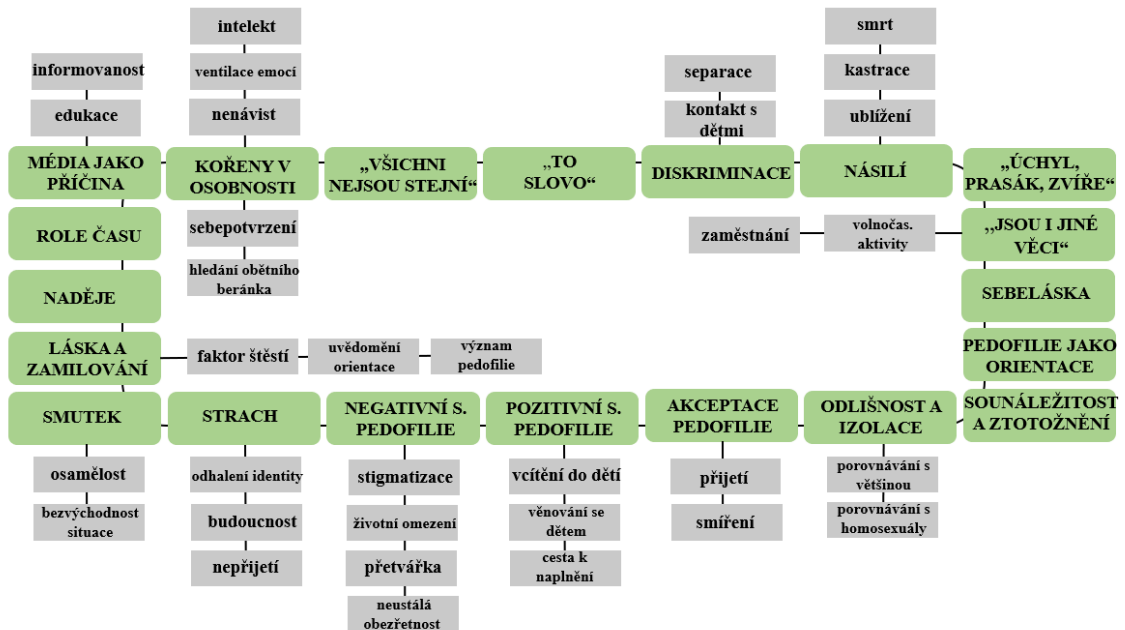 intelekt
ventilace emocí
nenávist
informovanost
edukace
separace
kontakt s
dětmi
smrt
kastrace
ublížení
MÉDIA JAKO
PŘÍČINA
KOŘENY V
OSOBNOSTI
„VŠICHNI
NEJSOU STEJNÍ“
„TO
SLOVO“
DISKRIMINACE
NÁSILÍ
„ÚCHYL,
PRASÁK, ZVÍŘE“
ROLE ČASU
sebepotvrzení
hledání obětního
beránka
zaměstnání
volnočas.
aktivity
„JSOU I JINÉ
VĚCI“
NADĚJE
SEBELÁSKA
LÁSKA A
ZAMILOVÁNÍ
faktor štěstí
uvědomění
orientace
význam
pedofilie
PEDOFILIE JAKO
ORIENTACE
SMUTEK
STRACH
NEGATIVNÍ S.
PEDOFILIE
POZITIVNÍ S.
PEDOFILIE
AKCEPTACE
PEDOFILIE
ODLIŠNOST A
IZOLACE
SOUNÁLEŽITOST
A ZTOTOŽNĚNÍ
osamělost
bezvýchodnost
situace
odhalení identity
budoucnost
nepřijetí
stigmatizace
životní omezení
přetvářka
neustálá
obezřetnost
vcítění do dětí
věnování se
dětem
cesta k
naplnění
přijetí
smíření
porovnávání s
většinou
porovnávání s
homosexuály